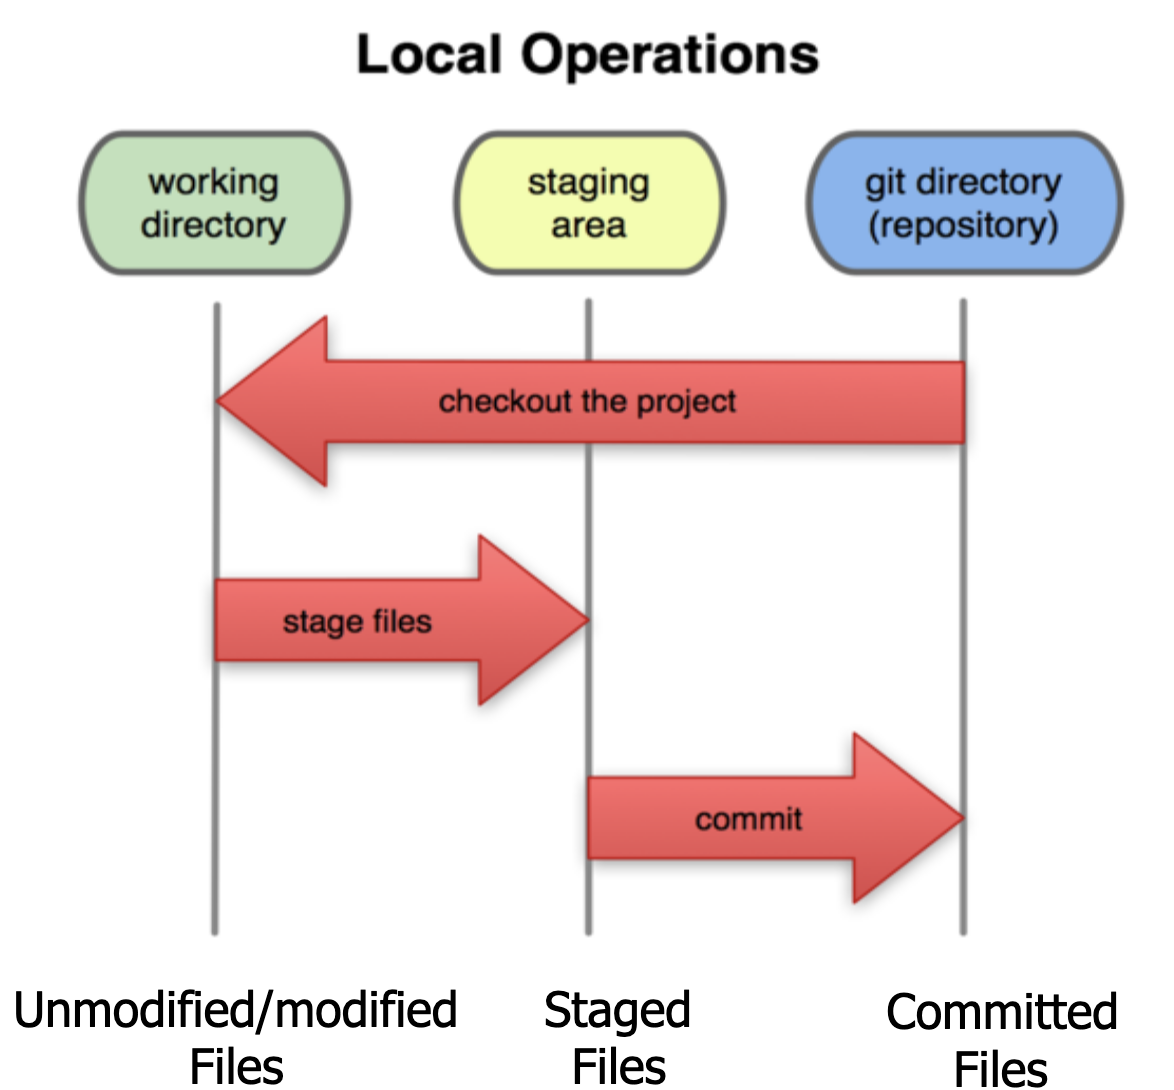 Local Operations
working
directory
staging
area
git directory
(repository)
checkout the project
stage files
commit
Unmodified/modified
Files
Staged
Files
Committed
Files